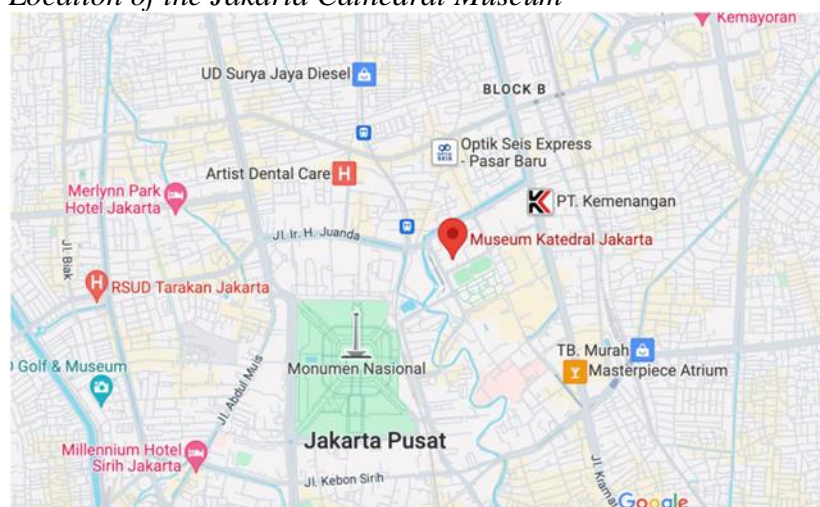 Location of the Jakarta Cathedral Museum
Kemayoran
UD Surya Jaya Diesel
BLOCK B
OPTIK
SEIS
Optik Seis Express
- Pasar Baru
Artist Dental Care
H
Merlynn Park
Hotel Jakarta
K
PT. Kemenangan
Jl. Ir. H. Juanda
Museum Katedral Jakarta
Jl. Biak
H
RSUD Tarakan Jakarta
TB. Murah
Golf & Museum
Monumen Nasional
Masterpiece Atrium
Jl. Abdul Muis
Jakarta Pusat
Millennium Hotel
Sirih Jakarta
Jl. Kebon Sirih
Jl. Kramat
Google